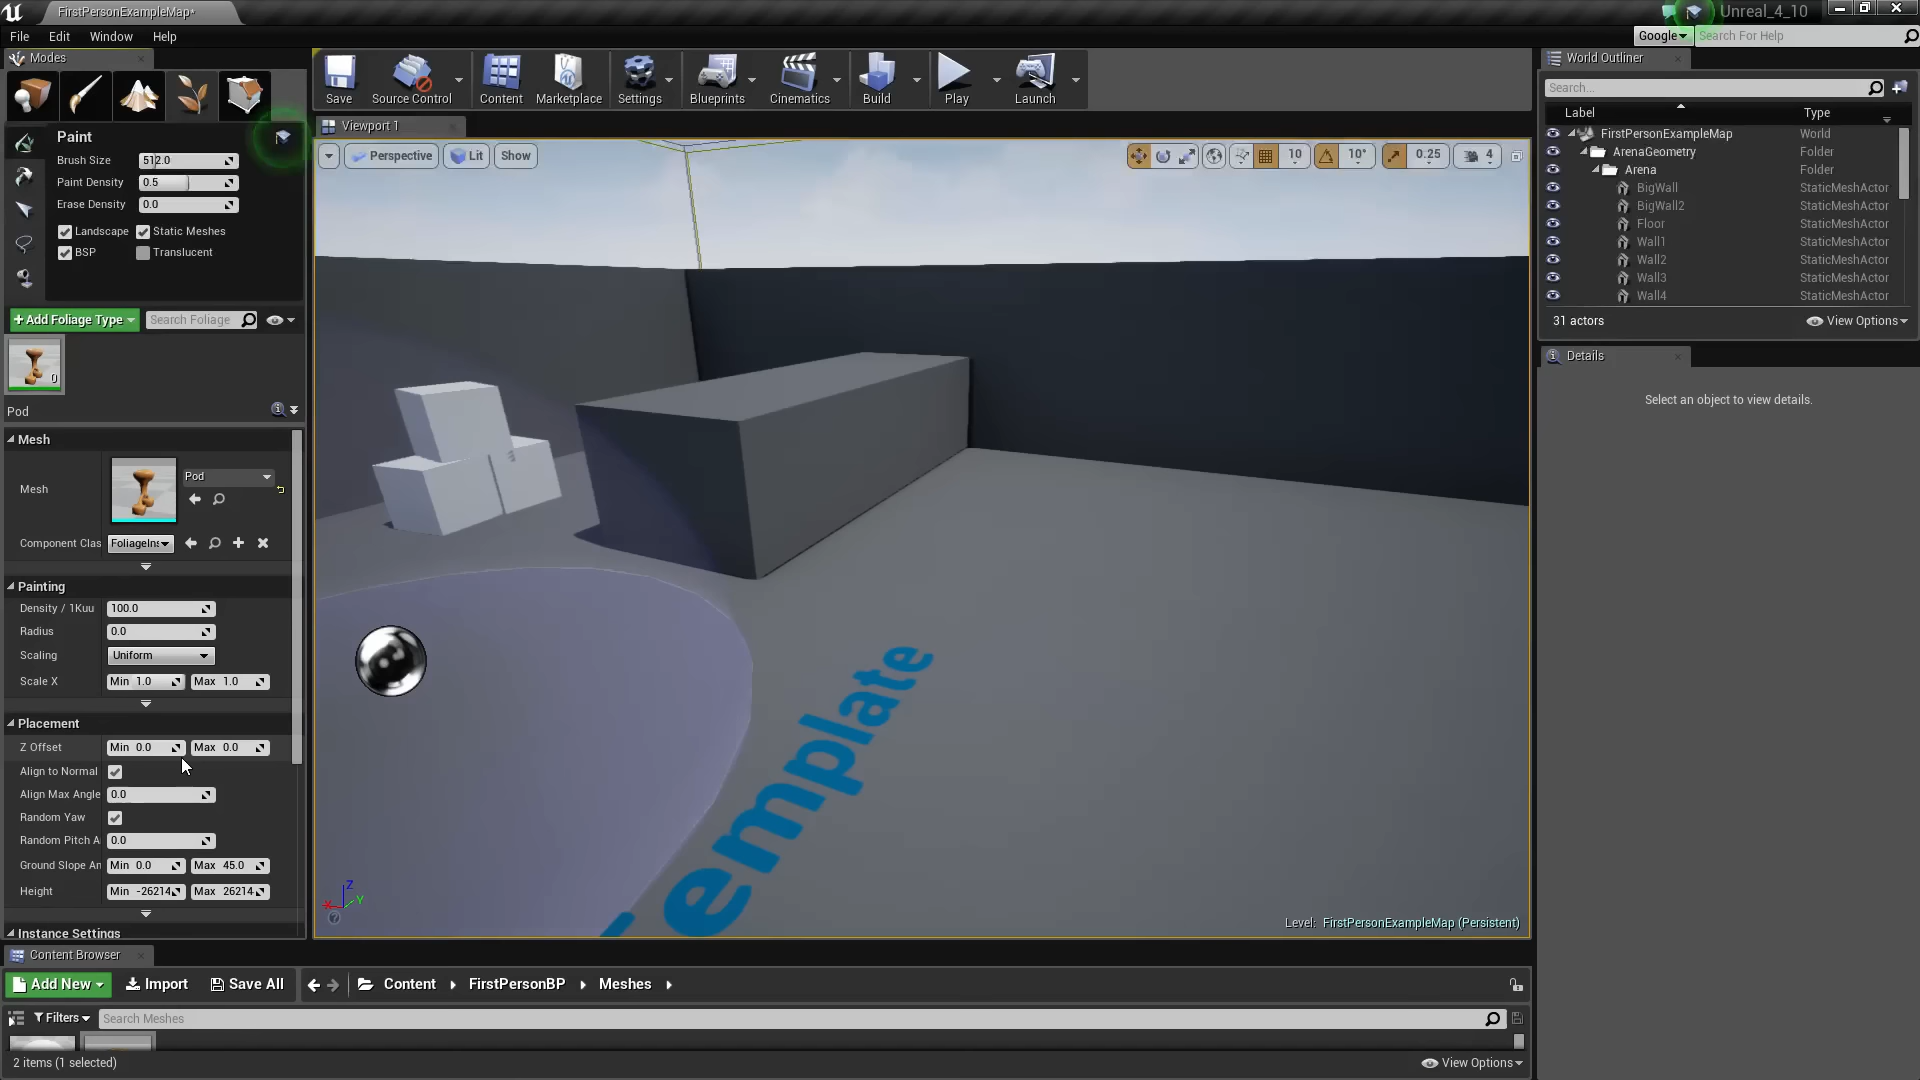 FirstPersonExampleMap*
Unreal_4_10
File Edit Window Help
Google
Search For Help
Modes
Save
Source Control
Content
Marketplace
Settings
Blueprints
Cinematics
Build
Play
Launch
World Outliner
Search...
Label Type
FirstPersonExampleMap World
ArenaGeometry Folder
Arena Folder
BigWall StaticMeshActor
BigWall2 StaticMeshActor
Floor StaticMeshActor
Wall1 StaticMeshActor
Wall2 StaticMeshActor
Wall3 StaticMeshActor
Wall4 StaticMeshActor
31 actors
View Options
Details
Select an object to view details.
Paint
Brush Size 512.0
Paint Density 0.5
Erase Density 0.0
Landscape Static Meshes
BSP Translucent
+ Add Foliage Type
Search Foliage
0
Pod
Mesh
Mesh
Pod
Component Clas FoliageIns
Painting
Density / 1Kuu 100.0
Radius 0.0
Scaling Uniform
Scale X Min 1.0 Max 1.0
Placement
Z Offset Min 0.0 Max 0.0
Align to Normal
Align Max Angle 0.0
Random Yaw
Random Pitch A 0.0
Ground Slope An Min 0.0 Max 45.0
Height Min -26214 Max 26214
Instance Settings
Viewport 1
Perspective
Lit
Show
10
10°
0.25
4
Template
Z
X
Y
Level: FirstPersonExampleMap (Persistent)
Content Browser
Add New
Import
Save All
Content
FirstPersonBP
Meshes
Filters
Search Meshes
2 items (1 selected)
View Options